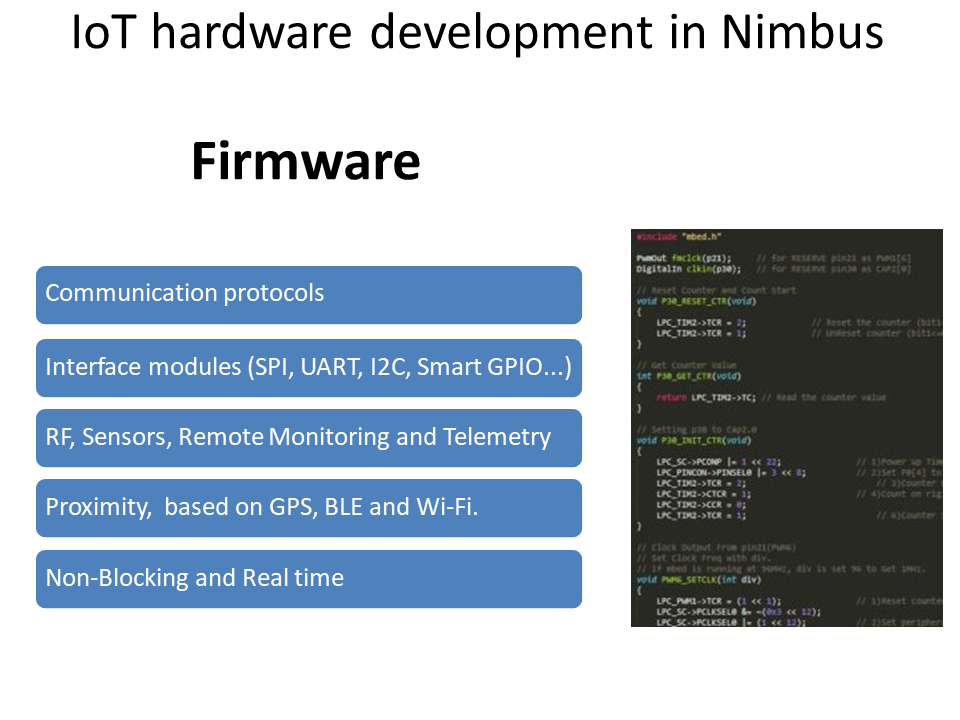 IoT hardware development in Nimbus
Firmware
Communication protocols
Interface modules (SPI, UART, I2C, Smart GPIO...)
RF, Sensors, Remote Monitoring and Telemetry
Proximity,  based on GPS, BLE and Wi-Fi.
Non-Blocking and Real time
#include "mbed.h"
PwmOut fmclck(p21); // for RESERVE pin21 as PWM1[6]
DigitalIn clkin(p30); // for RESERVE pin30 as CAP2[0]
// Reset Counter and Count Start
void P30_RESET_CTR(void)
{
LPC_TIM2->TCR = 2; // Reset the counter (bit1
LPC_TIM2->TCR = 1; // UnReset counter (bit1<=
}
// Get Counter Value
int P30_GET_CTR(void)
{
return LPC_TIM2->TC; // Read the counter value
}
// Setting p30 to Cap2.0
void P30_INIT_CTR(void)
{
LPC_SC->PCONP |= 1 << 22; // 1)Power up Tim
LPC_PINCON->PINSEL0 |= 3 << 8; // 2)Set P0[4] to
LPC_TIM2->TCR = 2; // 3)Counter
LPC_TIM2->CTCR = 1; // 4)Count on rig
LPC_TIM2->CCR = 0;
LPC_TIM2->TCR = 1; // 6)Counter
}
// Clock Output From pin21(PWM6)
// Set Clock Freq with div.
// if mbed is running at 96MHz, div is set 96 to Get 1MHz.
void PWM6_SETCLK(int div)
{
LPC_PWM1->TCR = (1 << 1); // 1)Reset counte
LPC_SC->PCLKSEL0 &= ~(0x3 << 12);
LPC_SC->PCLKSEL0 |= (1 << 12); // 2)Set peripher